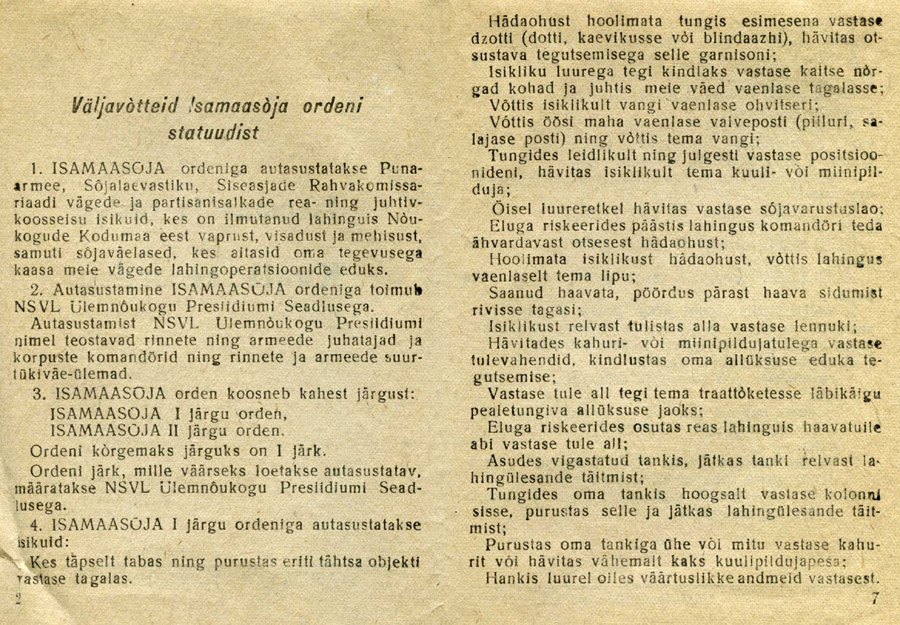 Väljavòtteid Isamaasòja ordeni
statuudist
1. ISAMAASÒJA ordeniga autasustatakse Puna-
armee, Sòjalaevastiku, Siseasjade Rahvakomissa-
riaadi vägede ja partisanisalkade rea- ning juhtiv-
koosseisu isikuid, kes on ilmutanud lahinguis Nòu-
kogude Kodumaa eest vaprust, visadust ja mehisust,
samuti sòjaväelased, kes aitasid oma tegevusega
kaasa meie vägede lahingoperatsioonide eduks.
2. Autasustamine ISAMAASÒJA ordeniga toimub
NSVL Ülemnòukogu Presiidiumi Seadlusega.
Autasustamist NSVL Ülemnòukogu Presiidiumi
nimel teostavad rinnete ning armeede juhatajad ja
korpuste komandòrid ning rinnete ja armeede suur-
tükiväe-ülemad.
3. ISAMAASÒJA orden koosneb kahest järgust:
ISAMAASÒJA I järgu orden,
ISAMAASÒJA II järgu orden.
Ordeni kòrgemaks järguks on I järk.
Ordeni järk, mille väärseks loetakse autasustatav,
määratakse NSVL Ülemnòukogu Presiidiumi Sead-
lusega.
4. ISAMAASÒJA I järgu ordeniga autasustatakse
isikuid:
Kes täpselt tabas ning purustas eriti tähtsa objekti
vastase tagalas.
2
Hädaohust hoolimata tungis esimesena vastase
dzotti (dotti, kaevikusse vòi blindaazhi), hävitas ot-
sustava tegutsemisega selle garnisoni;
Isikliku luurega tegi kindlaks vastase kaitse nòr-
gad kohad ja juhtis meie väed vaenlase tagalasse;
Vòttis isiklikult vangi vaenlase ohvitseri;
Vòttis öösi maha vaenlase valveposti (piiluri, sa-
lajase posti) ning vòttis tema vangi;
Tungides leidlikult ning julgesti vastase positsioo-
nideni, hävitas isiklikult tema kuuli- vòi miinipil-
duja;
Öisel luureretkel hävitas vastase sòjavarustuslao;
Eluga riskeerides päästis lahingus komandöri teda
ähvardavast otsesest hädaohust;
Hoolimata isiklikust hädaohust, vòttis lahingus
vaenlaselt tema lipu;
Saanud haavata, pöördus pärast haava sidumist
rivisse tagasi;
Isiklikust relvast tulistas alla vastase lennuki;
Hävitades kahuri- vòi miinipildujatulega vastase
tulevahendid, kindlustas oma allüksuse eduka te-
gutsemise;
Vastase tule all tegi tema traattòketesse läbikäigu
pealetungiva allüksuse jaoks;
Eluga riskeerides osutas reas lahinguis haavatuile
abi vastase tule all;
Asudes vigastatud tankis, jätkas tanki relvast la-
hingülesande täitmist;
Tungides oma tankis hoogsalt vastase kolonni
sisse, purustas selle ja jätkas lahingülesande täit-
mist;
Purustas oma tankiga ühe vòi mitu vastase kahu-
rit vòi hävitas vähemalt kaks kuulipildujapesa;
Hankis luurel olles väärtuslikke andmeid vastasest.
7